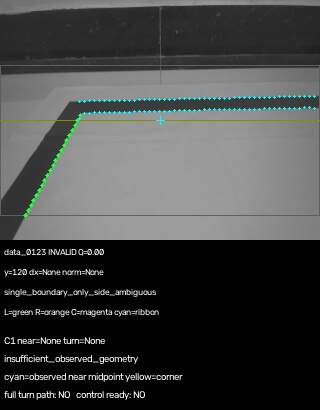 data_0123 INVALID Q=0.00
y=120 dx=None norm=None
single_boundary_only_side_ambiguous
L=green R=orange C=magenta cyan=ribbon
C1 near=None turn=None
insufficient_observed_geometry
cyan=observed near midpoint yellow=corner
full turn path: NO control ready: NO